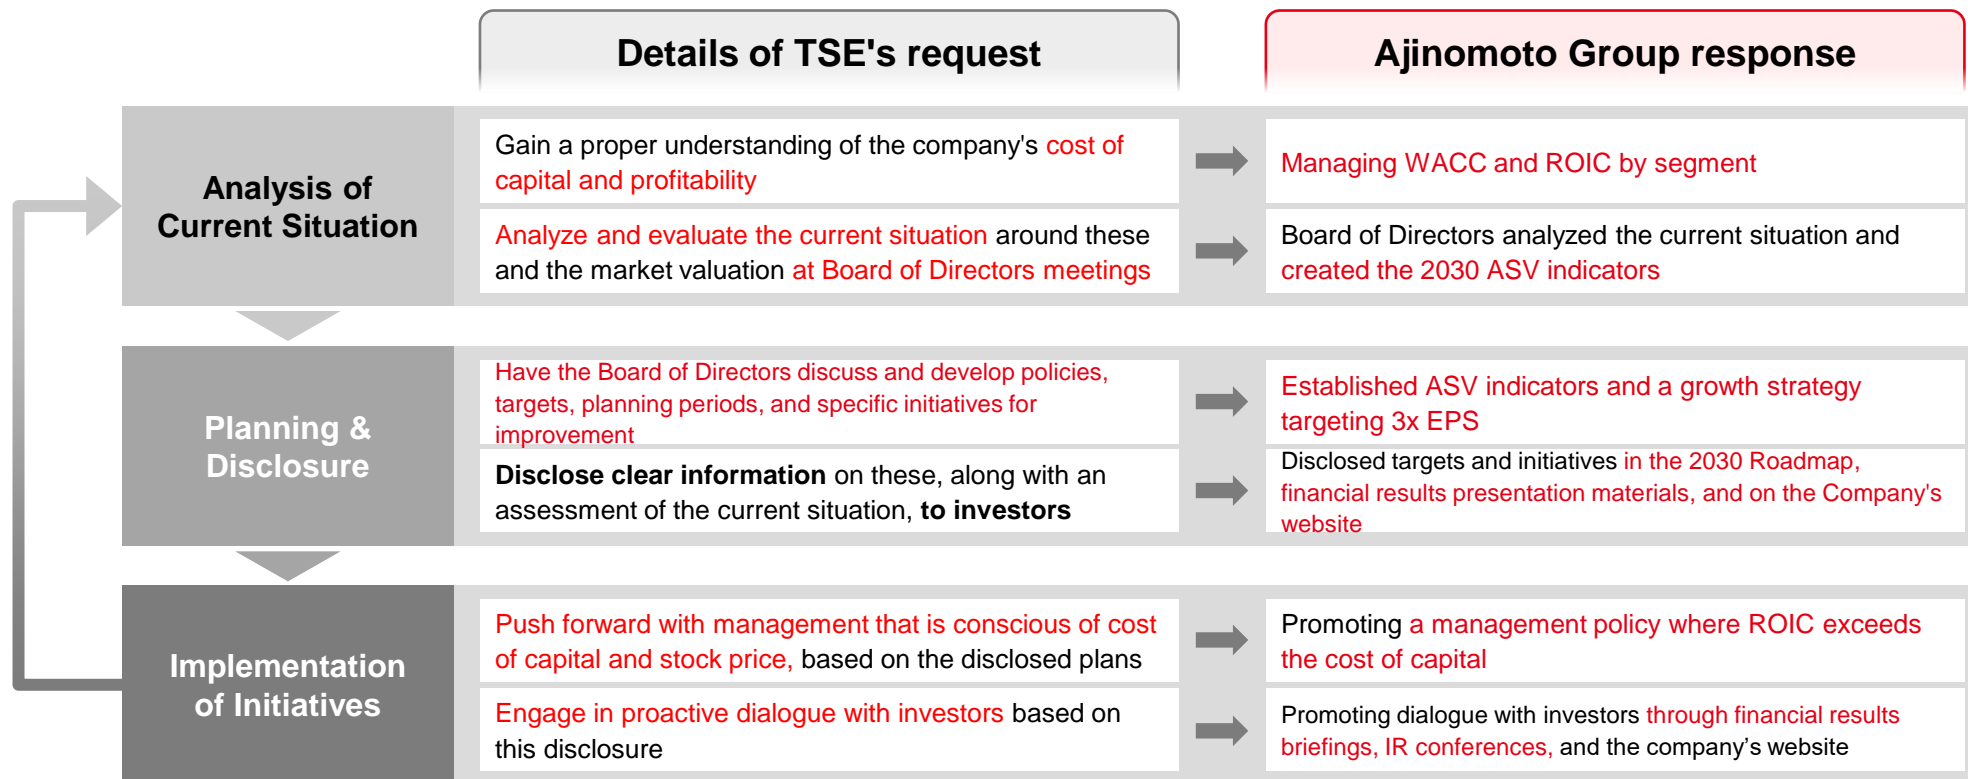 Details of TSE's request
Ajinomoto Group response
Analysis of
Current Situation
Gain a proper understanding of the company's cost of
capital and profitability
Managing WACC and ROIC by segment
Analyze and evaluate the current situation around these
and the market valuation at Board of Directors meetings
Board of Directors analyzed the current situation and
created the 2030 ASV indicators
Planning &
Disclosure
Have the Board of Directors discuss and develop policies,
targets, planning periods, and specific initiatives for
improvement
Established ASV indicators and a growth strategy
targeting 3x EPS
Disclose clear information on these, along with an
assessment of the current situation, to investors
Disclosed targets and initiatives in the 2030 Roadmap,
financial results presentation materials, and on the Company's
website
Implementation
of Initiatives
Push forward with management that is conscious of cost
of capital and stock price, based on the disclosed plans
Promoting a management policy where ROIC exceeds
the cost of capital
Engage in proactive dialogue with investors based on
this disclosure
Promoting dialogue with investors through financial results
briefings, IR conferences, and the company’s website